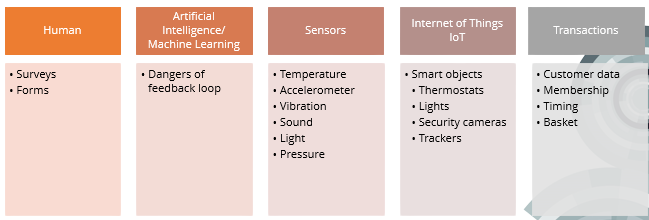 Human
Artificial
Intelligence/
Machine Learning
Sensors
Internet of Things
IoT
Transactions
• Surveys
• Forms
• Dangers of
feedback loop
• Temperature
• Accelerometer
• Vibration
• Sound
• Light
• Pressure
• Smart objects
• Thermostats
• Lights
• Security cameras
• Trackers
• Customer data
• Membership
• Timing
• Basket